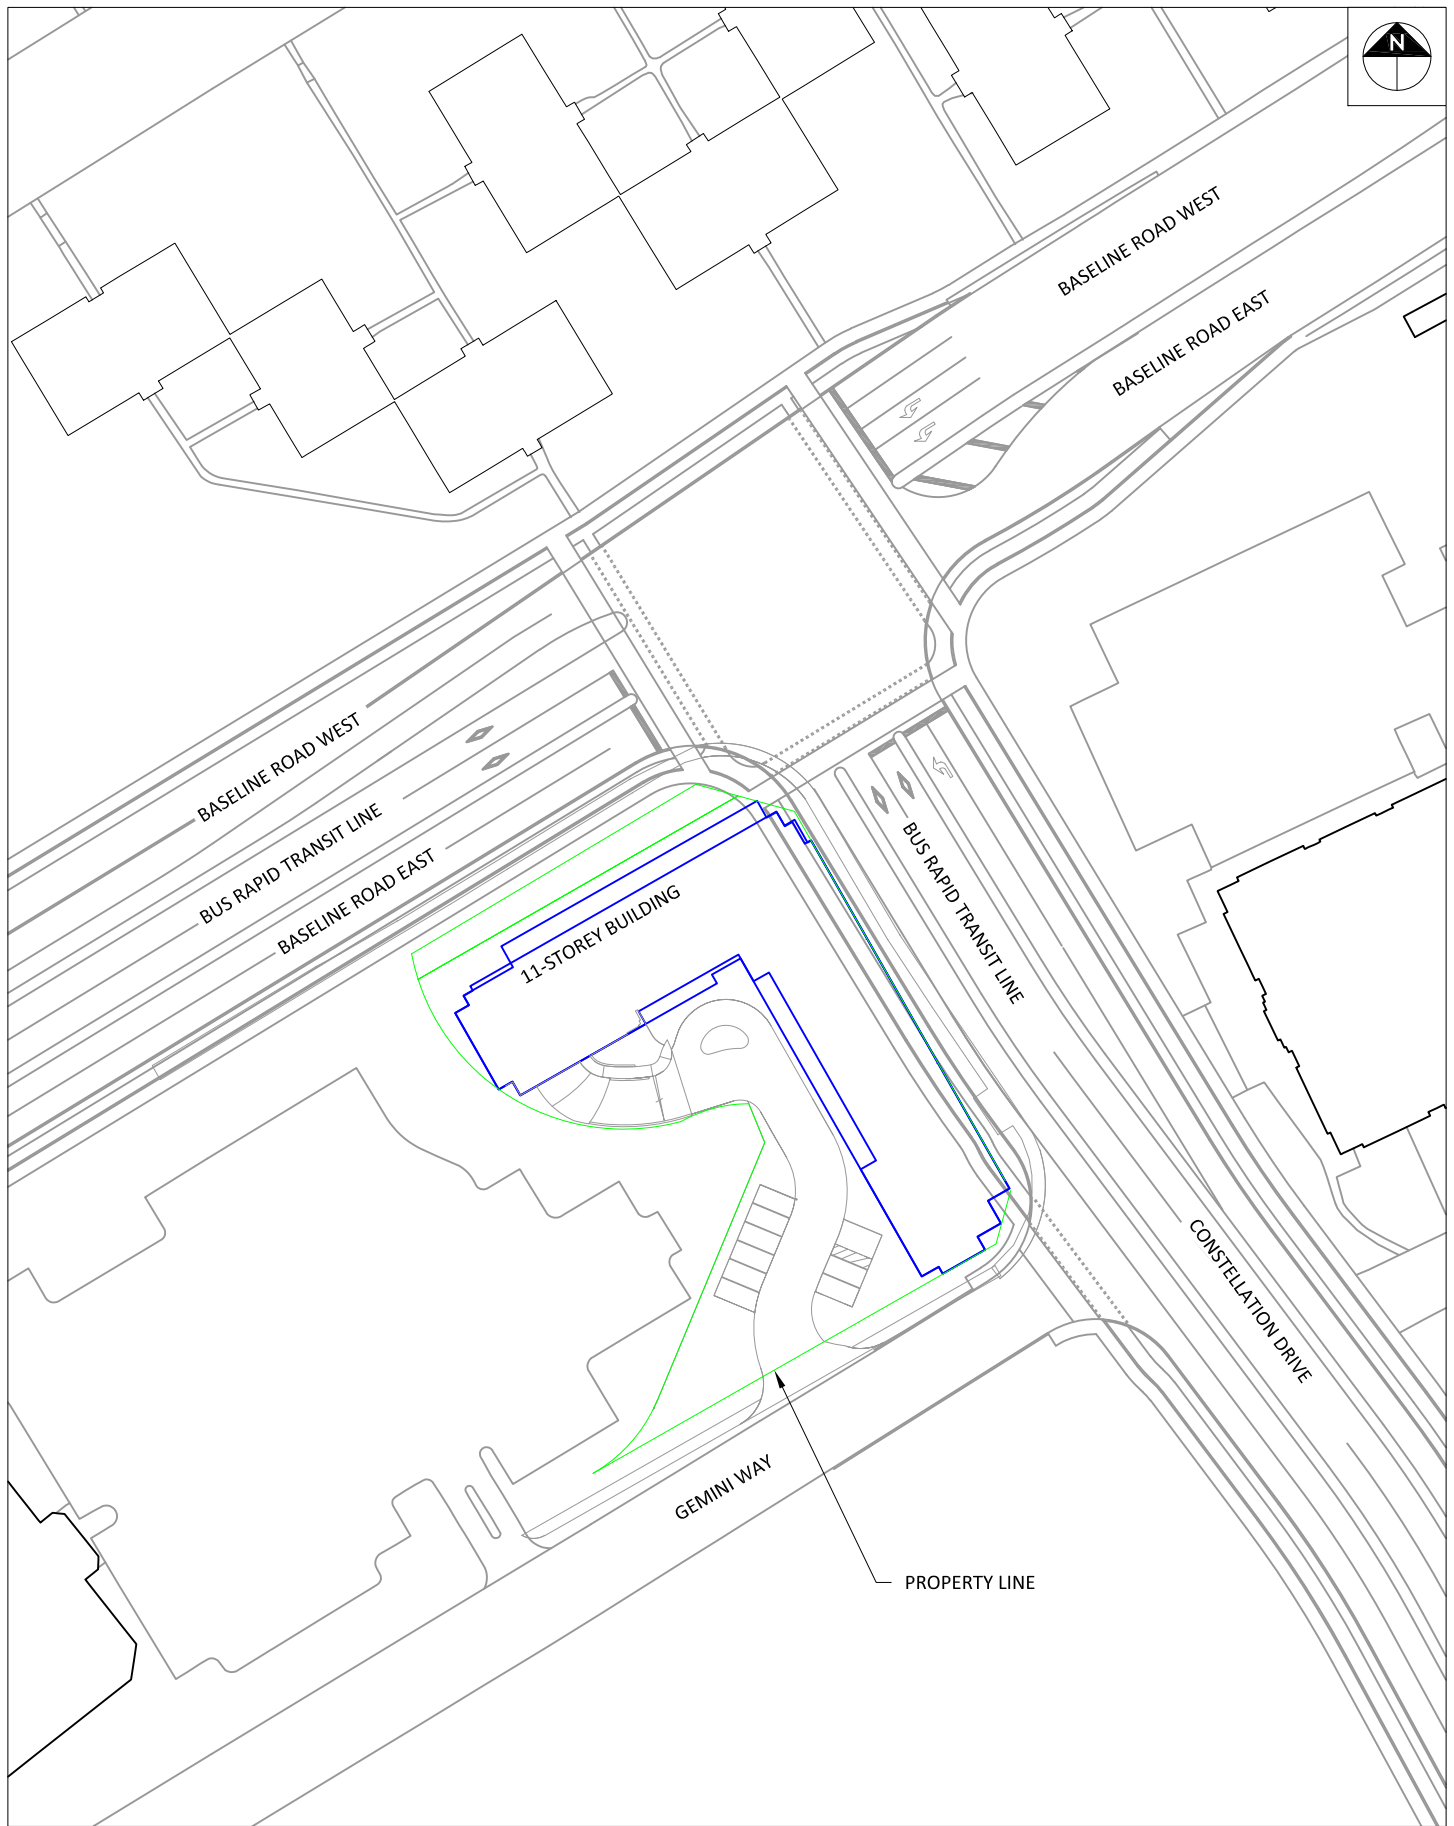 N
BASELINE ROAD WEST
BASELINE ROAD EAST
BASELINE ROAD WEST
BUS RAPID TRANSIT LINE
BASELINE ROAD EAST
11-STOREY BUILDING
BUS RAPID TRANSIT LINE
CONSTELLATION DRIVE
GEMINI WAY
PROPERTY LINE